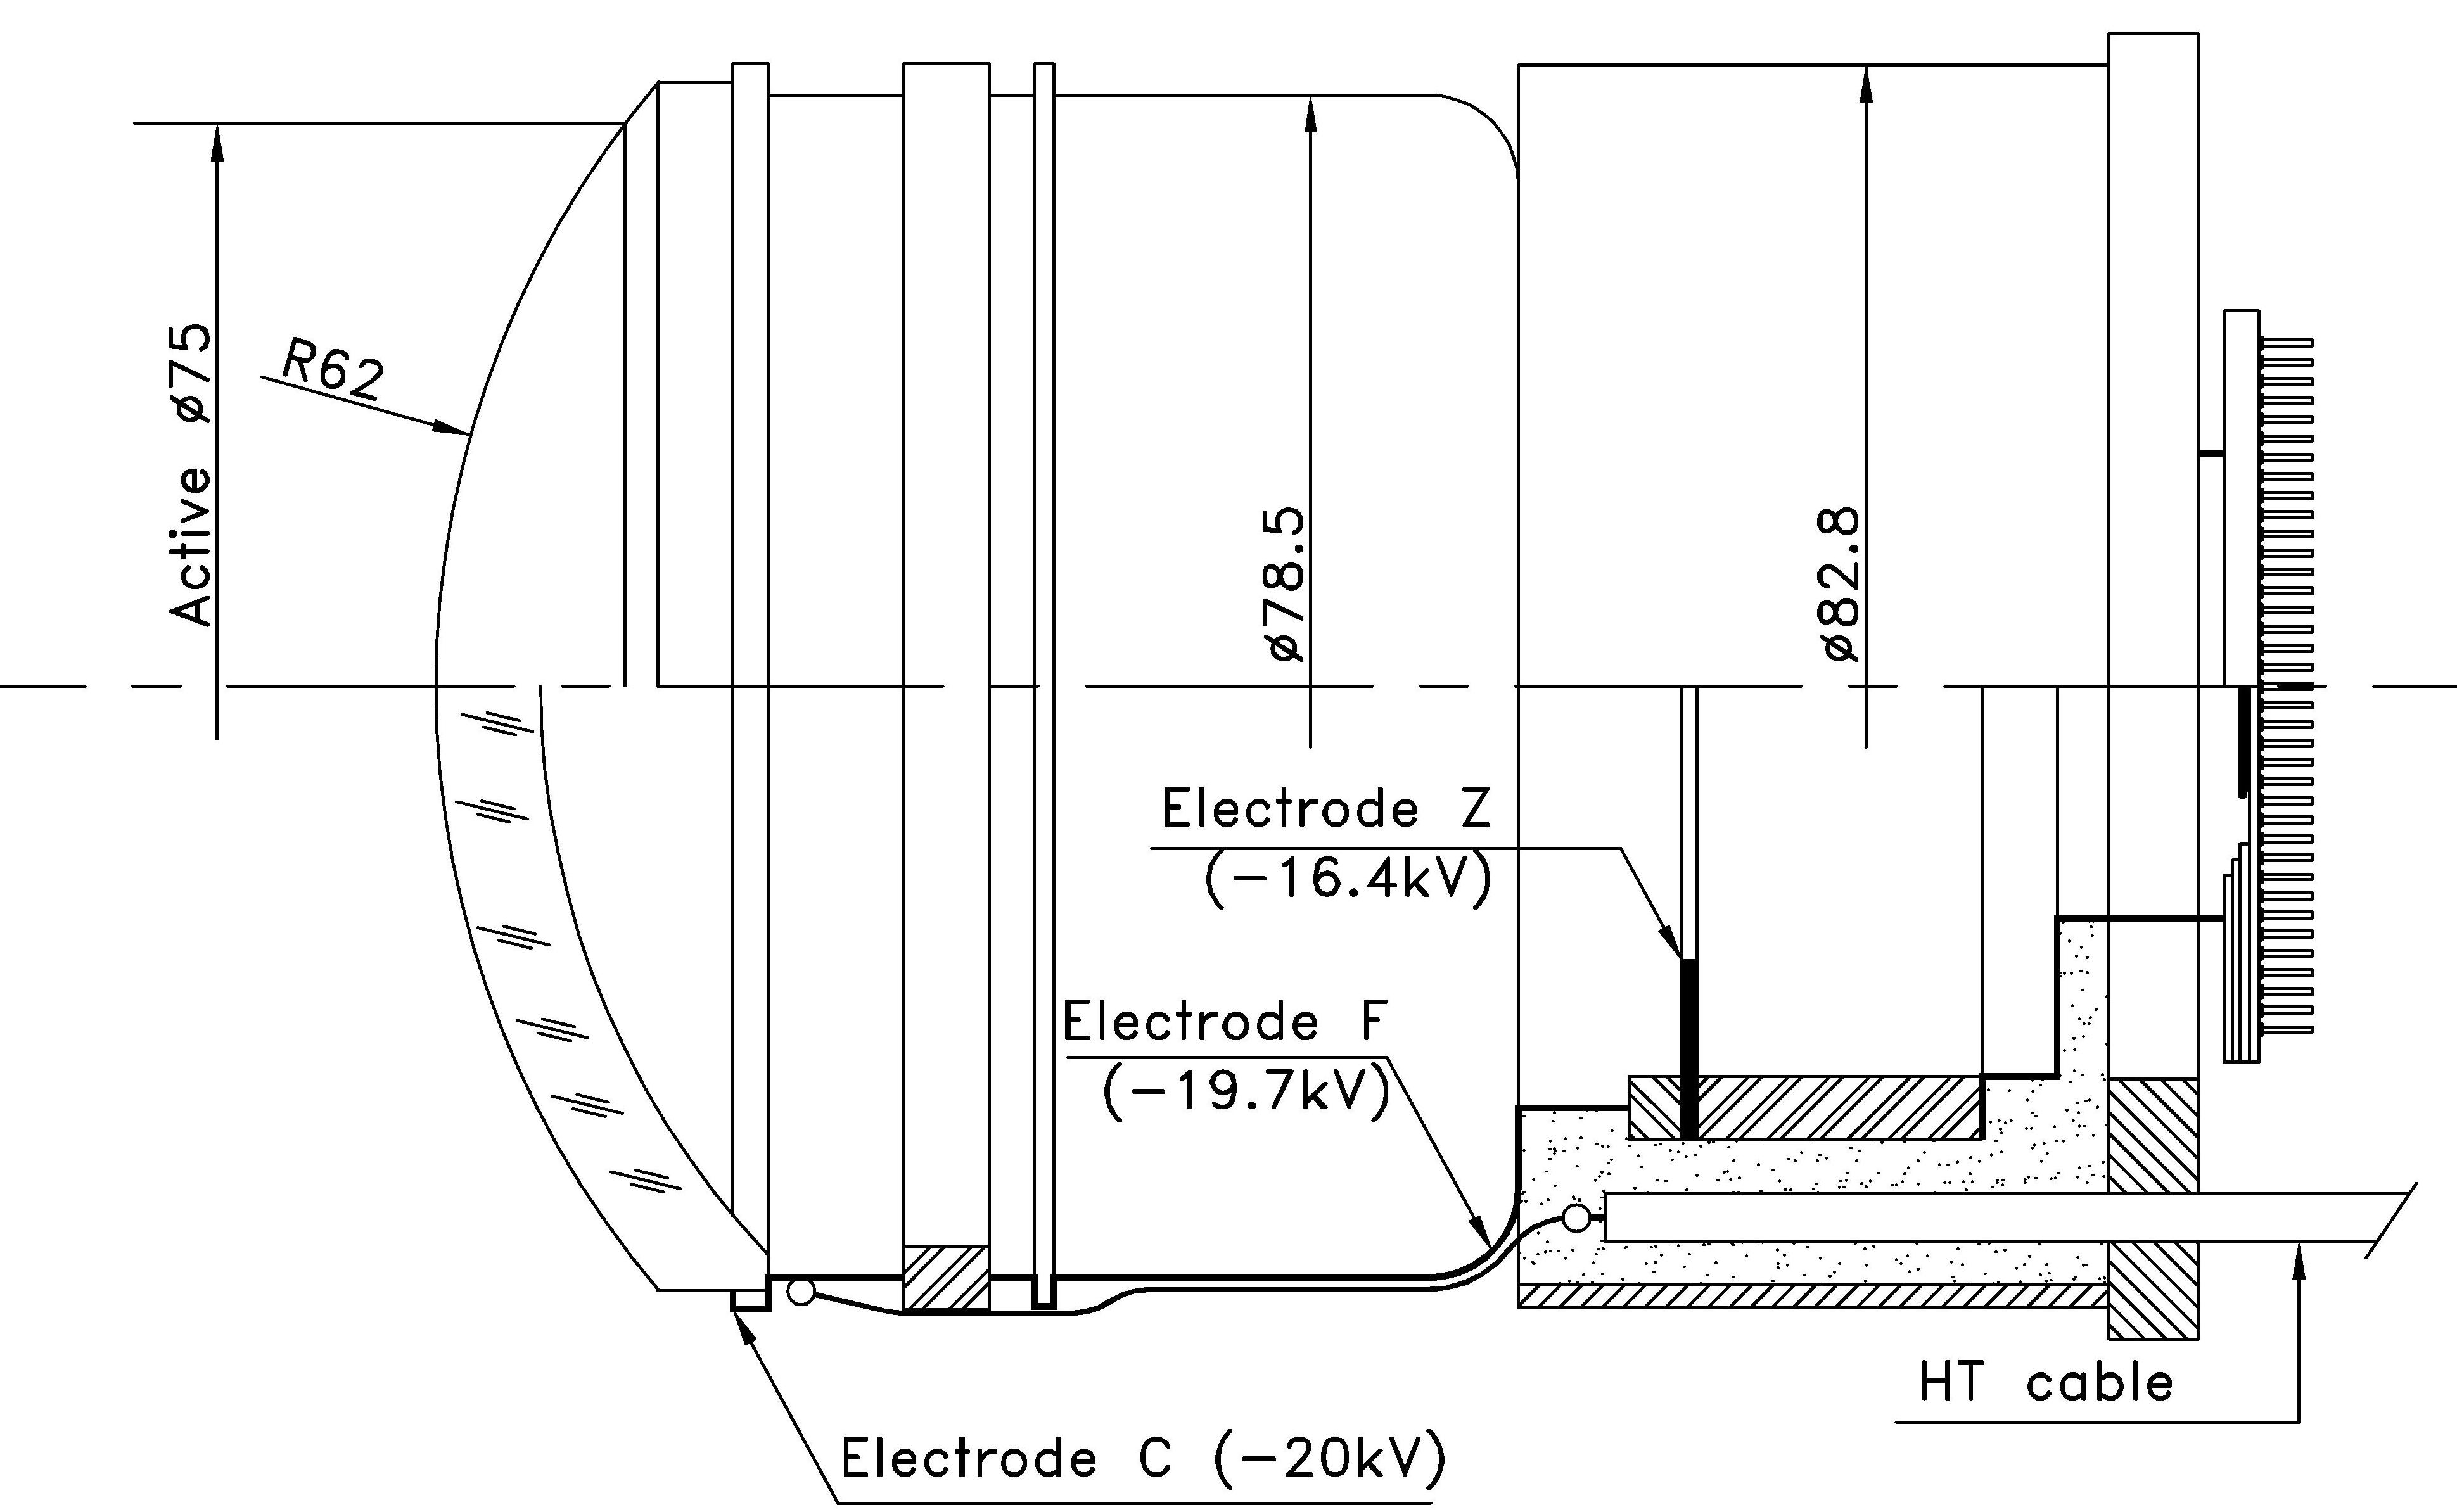 Active ø75
R62
ø78.5
ø82.8
Electrode Z
(-16.4kV)
Electrode F
(-19.7kV)
HT cable
Electrode C (-20kV)